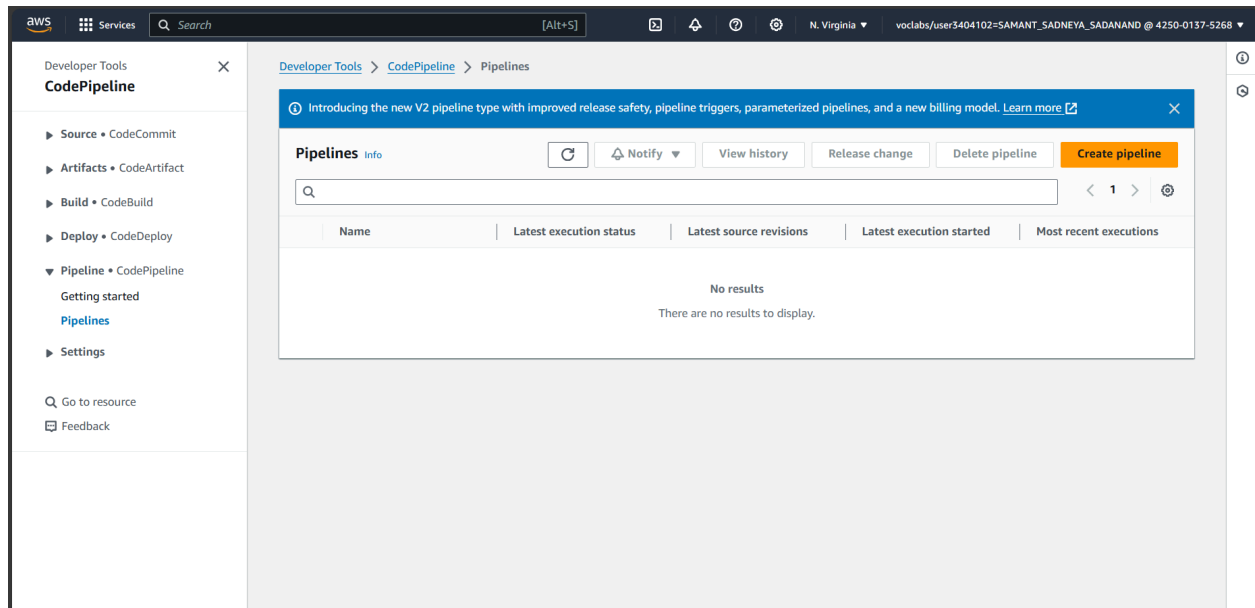 aws Services Search [Alt+S] N. Virginia voclabs/user3404102=SAMANT_SADNEYA_SADANAND @ 4250-0137-5268
Developer Tools
CodePipeline
Source • CodeCommit
Artifacts • CodeArtifact
Build • CodeBuild
Deploy • CodeDeploy
Pipeline • CodePipeline
Getting started
Pipelines
Settings
Go to resource
Feedback
Developer Tools > CodePipeline > Pipelines
Introducing the new V2 pipeline type with improved release safety, pipeline triggers, parameterized pipelines, and a new billing model. Learn more
Pipelines Info Notify View history Release change Delete pipeline Create pipeline
< 1 >
Name Latest execution status Latest source revisions Latest execution started Most recent executions
No results
There are no results to display.